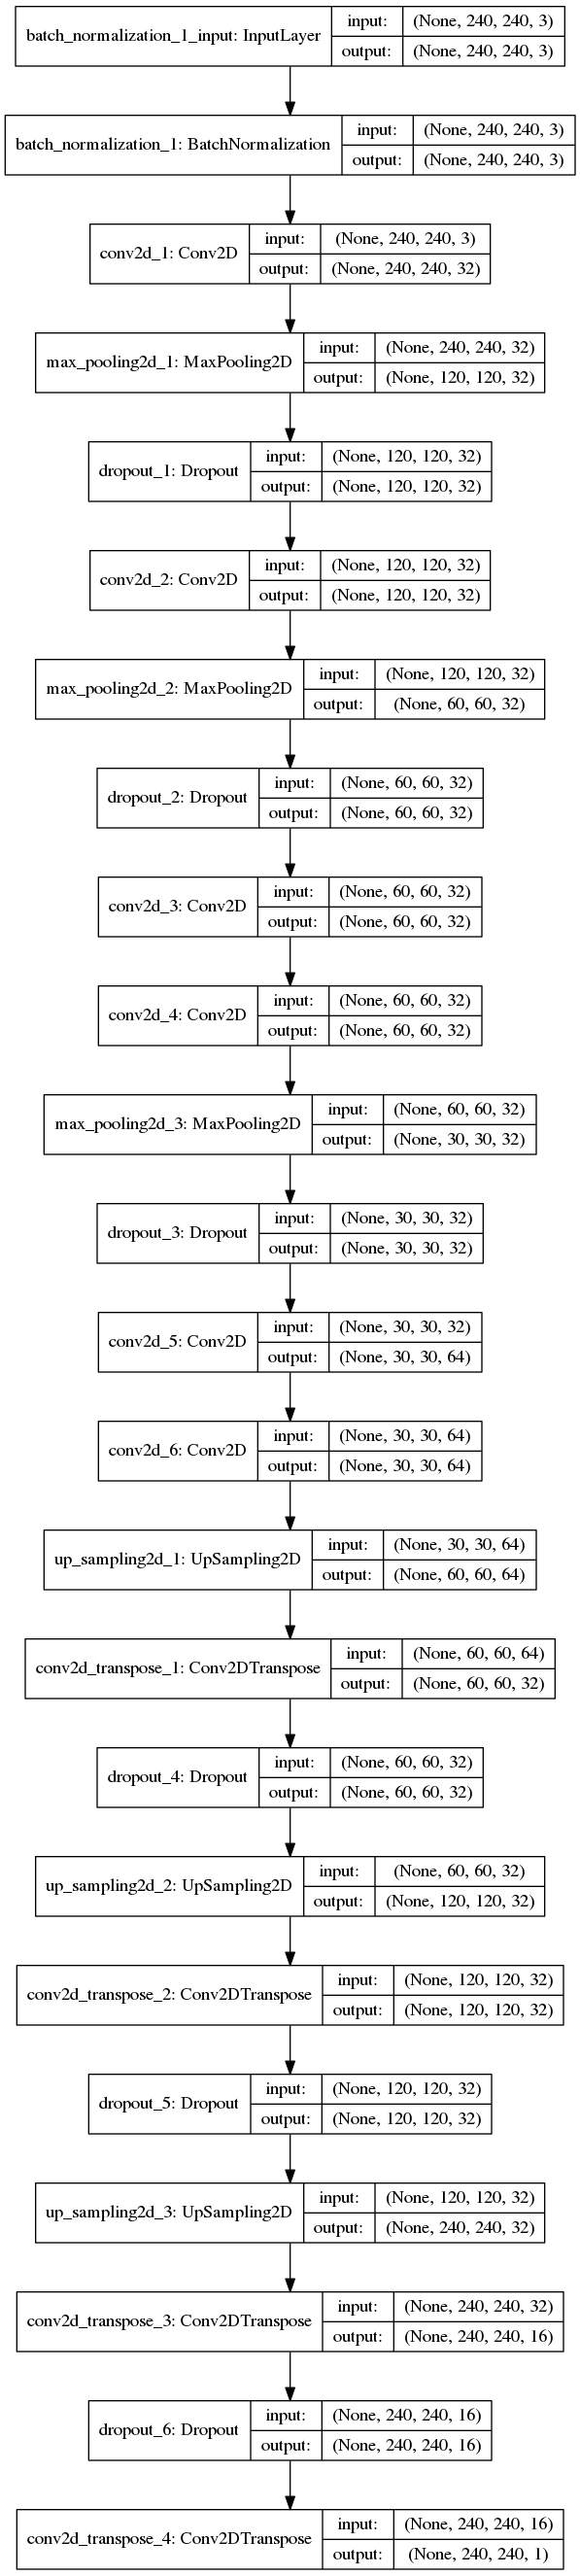 batch_normalization_1_input: InputLayer
input: (None, 240, 240, 3)
output: (None, 240, 240, 3)
batch_normalization_1: BatchNormalization
input: (None, 240, 240, 3)
output: (None, 240, 240, 3)
conv2d_1: Conv2D
input: (None, 240, 240, 3)
output: (None, 240, 240, 32)
max_pooling2d_1: MaxPooling2D
input: (None, 240, 240, 32)
output: (None, 120, 120, 32)
dropout_1: Dropout
input: (None, 120, 120, 32)
output: (None, 120, 120, 32)
conv2d_2: Conv2D
input: (None, 120, 120, 32)
output: (None, 120, 120, 32)
max_pooling2d_2: MaxPooling2D
input: (None, 120, 120, 32)
output: (None, 60, 60, 32)
dropout_2: Dropout
input: (None, 60, 60, 32)
output: (None, 60, 60, 32)
conv2d_3: Conv2D
input: (None, 60, 60, 32)
output: (None, 60, 60, 32)
conv2d_4: Conv2D
input: (None, 60, 60, 32)
output: (None, 60, 60, 32)
max_pooling2d_3: MaxPooling2D
input: (None, 60, 60, 32)
output: (None, 30, 30, 32)
dropout_3: Dropout
input: (None, 30, 30, 32)
output: (None, 30, 30, 32)
conv2d_5: Conv2D
input: (None, 30, 30, 32)
output: (None, 30, 30, 64)
conv2d_6: Conv2D
input: (None, 30, 30, 64)
output: (None, 30, 30, 64)
up_sampling2d_1: UpSampling2D
input: (None, 30, 30, 64)
output: (None, 60, 60, 64)
conv2d_transpose_1: Conv2DTranspose
input: (None, 60, 60, 64)
output: (None, 60, 60, 32)
dropout_4: Dropout
input: (None, 60, 60, 32)
output: (None, 60, 60, 32)
up_sampling2d_2: UpSampling2D
input: (None, 60, 60, 32)
output: (None, 120, 120, 32)
conv2d_transpose_2: Conv2DTranspose
input: (None, 120, 120, 32)
output: (None, 120, 120, 32)
dropout_5: Dropout
input: (None, 120, 120, 32)
output: (None, 120, 120, 32)
up_sampling2d_3: UpSampling2D
input: (None, 120, 120, 32)
output: (None, 240, 240, 32)
conv2d_transpose_3: Conv2DTranspose
input: (None, 240, 240, 32)
output: (None, 240, 240, 16)
dropout_6: Dropout
input: (None, 240, 240, 16)
output: (None, 240, 240, 16)
conv2d_transpose_4: Conv2DTranspose
input: (None, 240, 240, 16)
output: (None, 240, 240, 1)